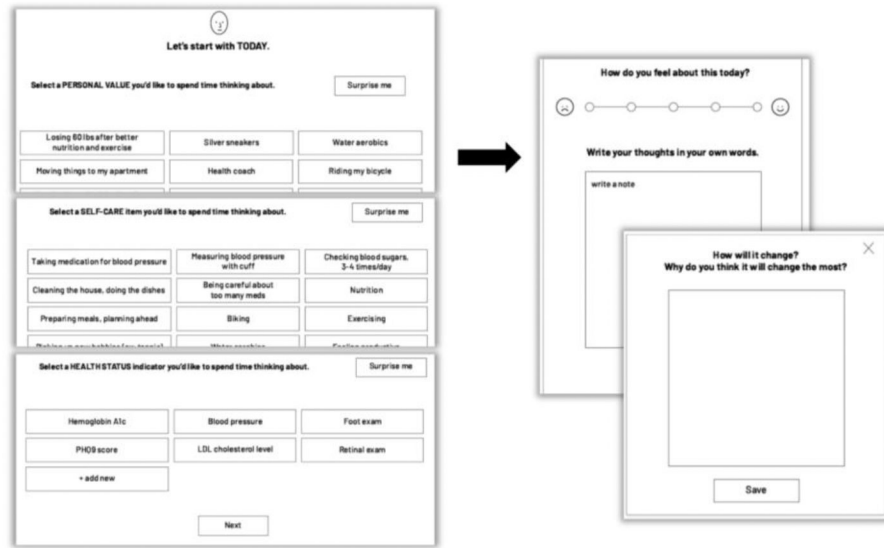 Let's start with TODAY.
Select a PERSONAL VALUE you'd like to spend time thinking about.
Surprise me
Losing 60 lbs after better
nutrition and exercise
Silver sneakers
Water aerobics
Moving things to my apartment
Health coach
Riding my bicycle
Select a SELF-CARE item you'd like to spend time thinking about.
Surprise me
Taking medication for blood pressure
Measuring blood pressure
with cuff
Checking blood sugars,
3-4 times/day
Cleaning the house, doing the dishes
Being careful about
too many meds
Nutrition
Preparing meals, planning ahead
Biking
Exercising
Select a HEALTH STATUS indicator you'd like to spend time thinking about.
Surprise me
Hemoglobin A1c
Blood pressure
Foot exam
PHQ9 score
LDL cholesterol level
Retinal exam
+ add new
Next
How do you feel about this today?
Write your thoughts in your own words.
write a note
How will it change?
Why do you think it will change the most?
Save